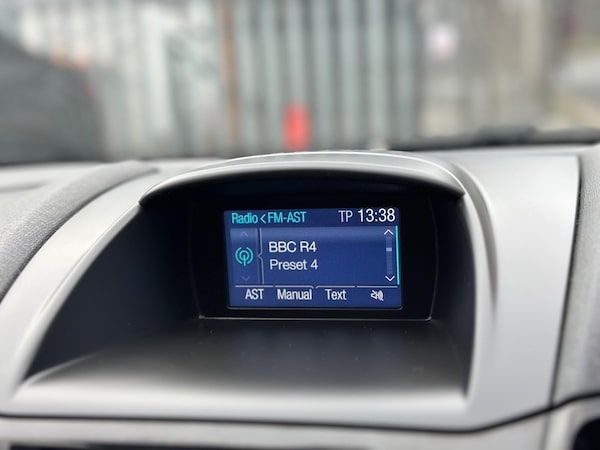 Radio < FM-AST TP 13:38
BBC R4
Preset 4
AST Manual Text